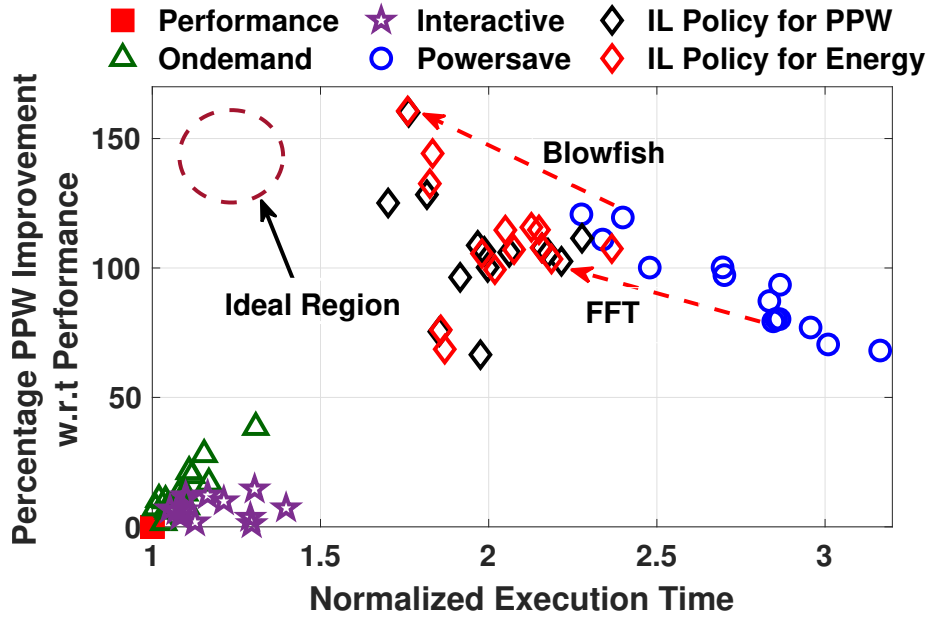 Performance
Interactive
IL Policy for PPW
Ondemand
Powersave
IL Policy for Energy
Percentage PPW Improvement
w.r.t Performance
150
100
50
0
Blowfish
Ideal Region
FFT
1
1.5
2
2.5
3
Normalized Execution Time